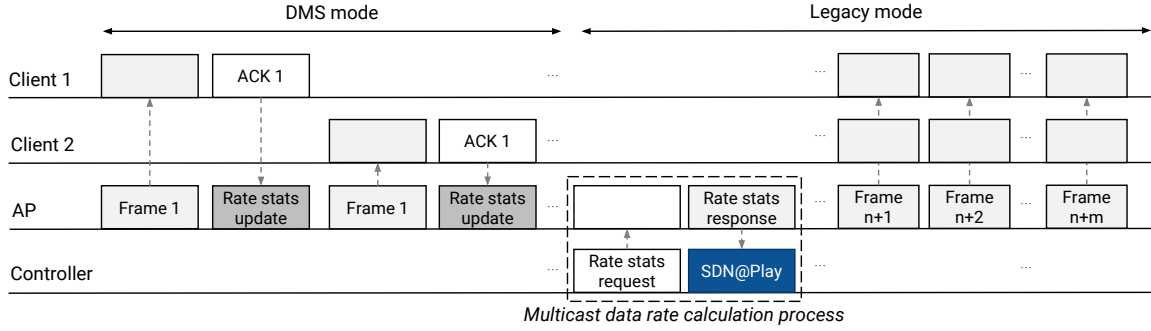 DMS mode
Legacy mode
Client 1
ACK 1
...
...
...
Client 2
ACK 1
...
...
...
AP
Frame 1
Rate stats
update
Frame 1
Rate stats
update
...
Rate stats
response
...
Frame
n+1
Frame
n+2
...
Frame
n+m
Controller
...
Rate stats
request
SDN@Play
...
...
Multicast data rate calculation process